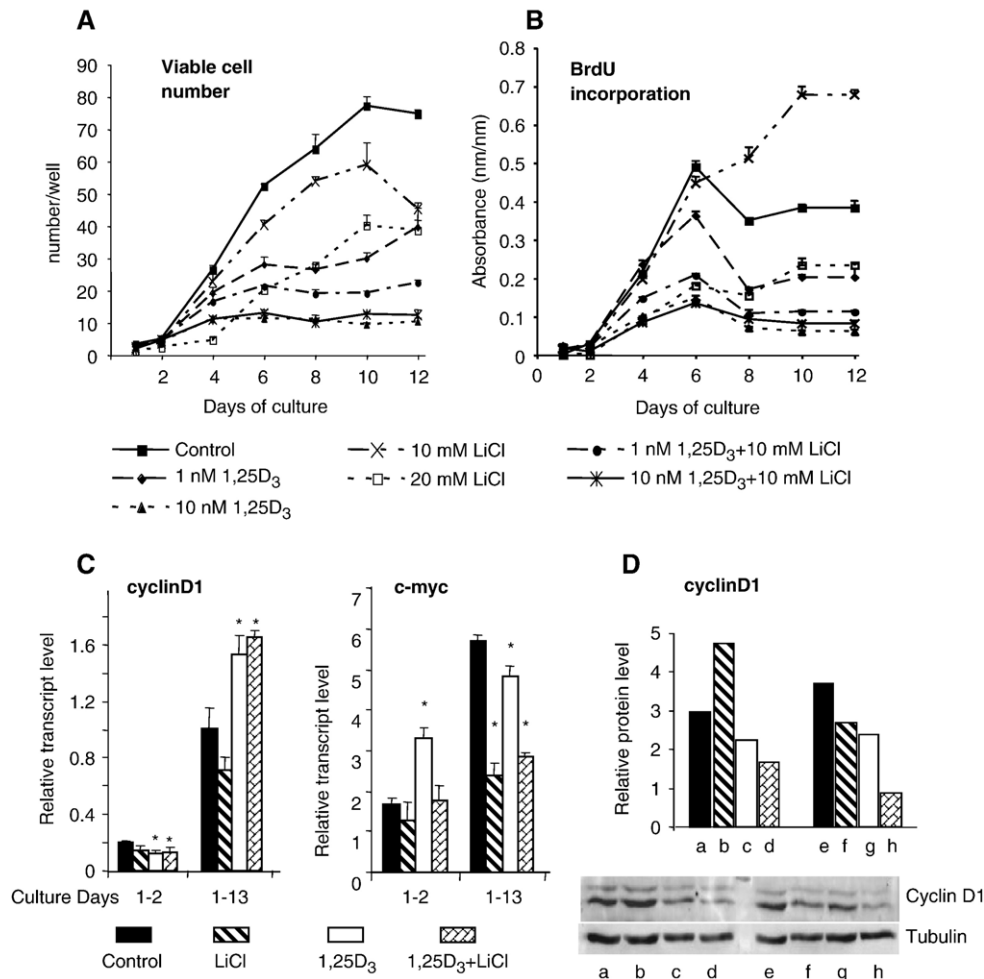 A
Viable cell
number
number/well
90
80
70
60
50
40
30
20
10
0
2 4 6 8 10 12
Days of culture
B
BrdU
incorporation
Absorbance (nm/nm)
0.8
0.7
0.6
0.5
0.4
0.3
0.2
0.1
0
0 2 4 6 8 10 12
Days of culture
Control
1 nM 1,25D3
10 nM 1,25D3
10 mM LiCl
20 mM LiCl
1 nM 1,25D3+10 mM LiCl
10 nM 1,25D3+10 mM LiCl
C
cyclinD1
Relative transcript level
1.6
1.2
0.8
0.4
0
* * * *
Culture Days 1-2 1-13
c-myc
Relative transcript level
7
6
5
4
3
2
1
0
* * * *
1-2 1-13
Control LiCl 1,25D3 1,25D3+LiCl
D
cyclinD1
Relative protein level
5
4
3
2
1
0
a b c d e f g h
Cyclin D1
Tubulin
a b c d e f g h